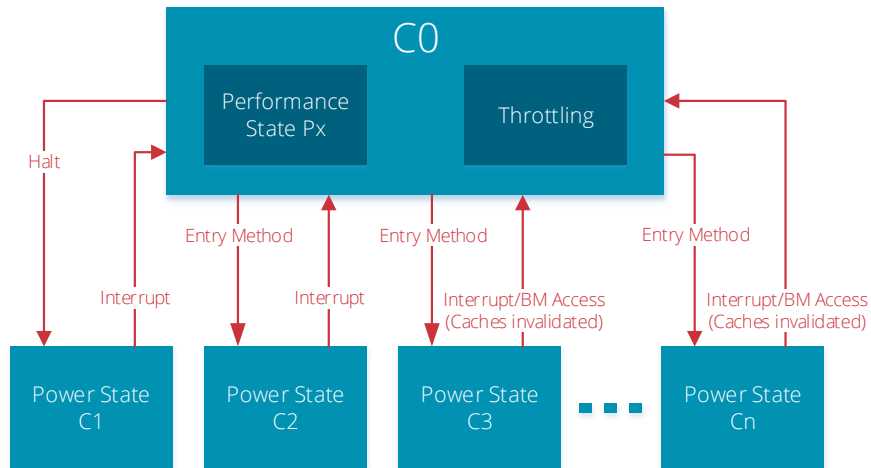 C0
Performance
State Px
Throttling
Halt
Entry Method
Entry Method
Entry Method
Interrupt
Interrupt
Interrupt/BM Access
(Caches invalidated)
Interrupt/BM Access
(Caches invalidated)
Power State
C1
Power State
C2
Power State
C3
Power State
Cn